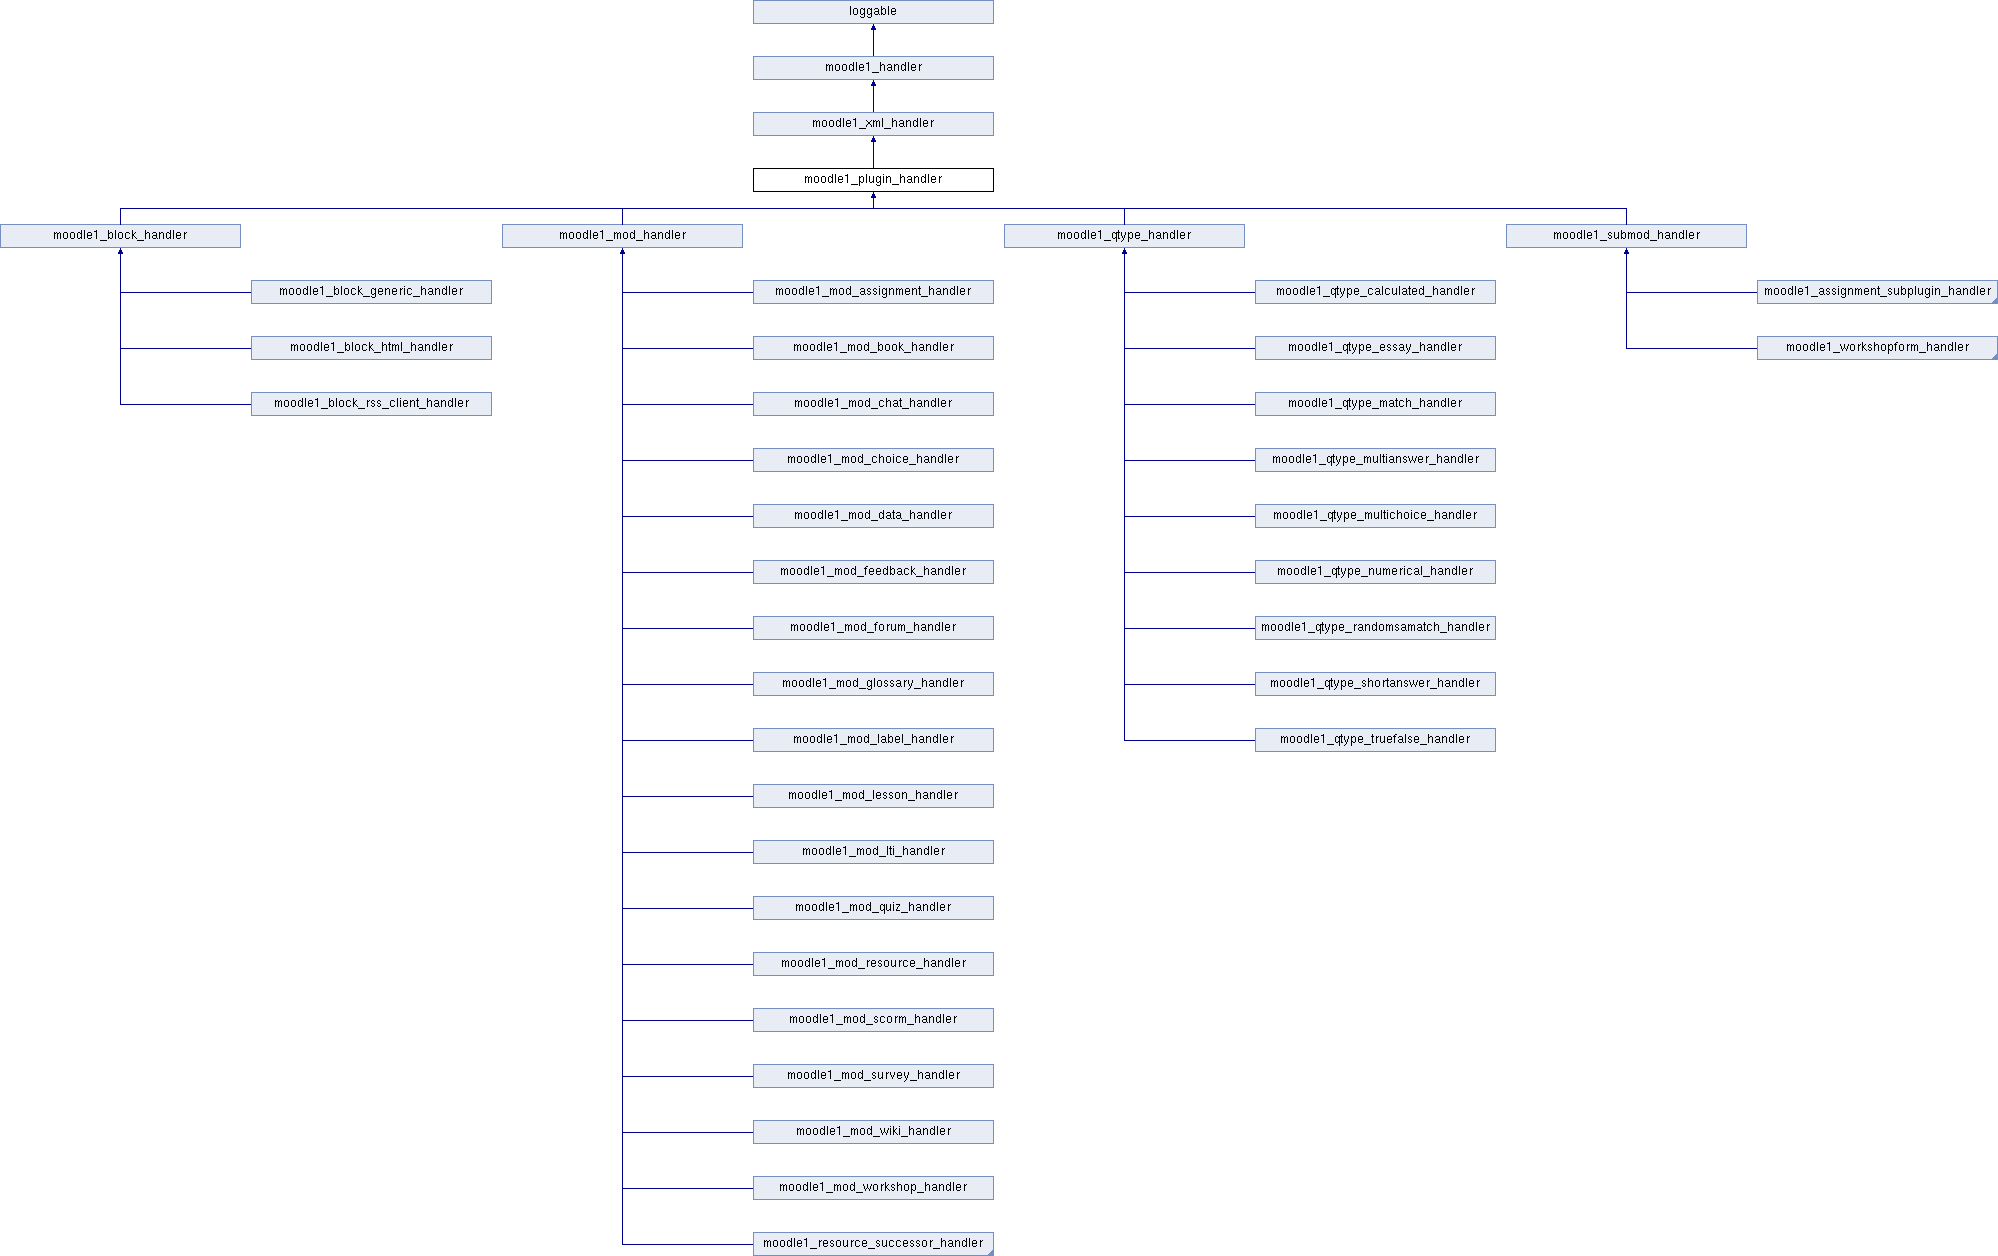 loggable
moodle1_handler
moodle1_xml_handler
moodle1_plugin_handler
moodle1_block_handler
moodle1_mod_handler
moodle1_qtype_handler
moodle1_submod_handler
moodle1_block_generic_handler
moodle1_mod_assignment_handler
moodle1_qtype_calculated_handler
moodle1_assignment_subplugin_handler
moodle1_block_html_handler
moodle1_mod_book_handler
moodle1_qtype_essay_handler
moodle1_workshopform_handler
moodle1_block_rss_client_handler
moodle1_mod_chat_handler
moodle1_qtype_match_handler
moodle1_mod_choice_handler
moodle1_qtype_multianswer_handler
moodle1_mod_data_handler
moodle1_qtype_multichoice_handler
moodle1_mod_feedback_handler
moodle1_qtype_numerical_handler
moodle1_mod_forum_handler
moodle1_qtype_randomsamatch_handler
moodle1_mod_glossary_handler
moodle1_qtype_shortanswer_handler
moodle1_mod_label_handler
moodle1_qtype_truefalse_handler
moodle1_mod_lesson_handler
moodle1_mod_lti_handler
moodle1_mod_quiz_handler
moodle1_mod_resource_handler
moodle1_mod_scorm_handler
moodle1_mod_survey_handler
moodle1_mod_wiki_handler
moodle1_mod_workshop_handler
moodle1_resource_successor_handler